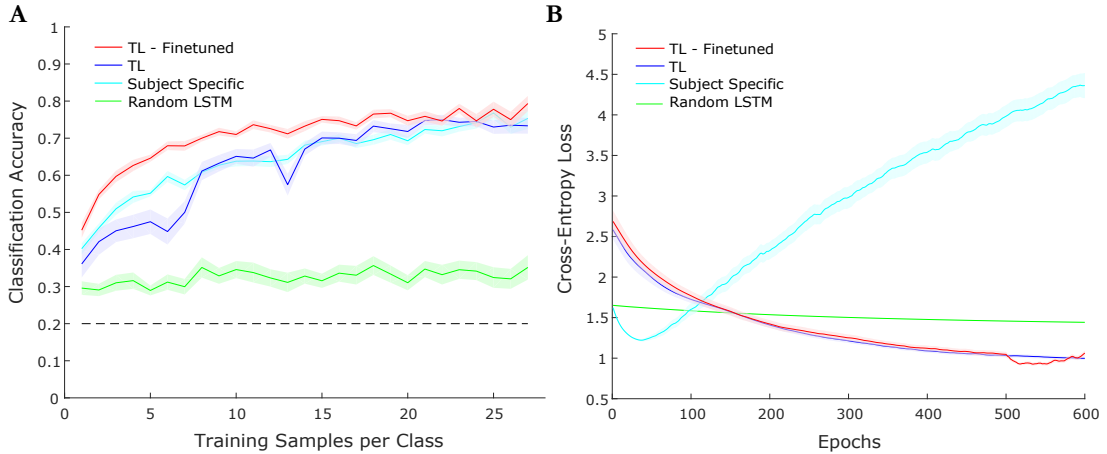 A
1
0.9
0.8
0.7
0.6
0.5
0.4
0.3
0.2
0.1
0
Classification Accuracy
TL - Finetuned
TL
Subject Specific
Random LSTM
0 5 10 15 20 25
Training Samples per Class
B
5
4.5
4
3.5
3
2.5
2
1.5
1
0.5
Cross-Entropy Loss
TL - Finetuned
TL
Subject Specific
Random LSTM
0 100 200 300 400 500 600
Epochs